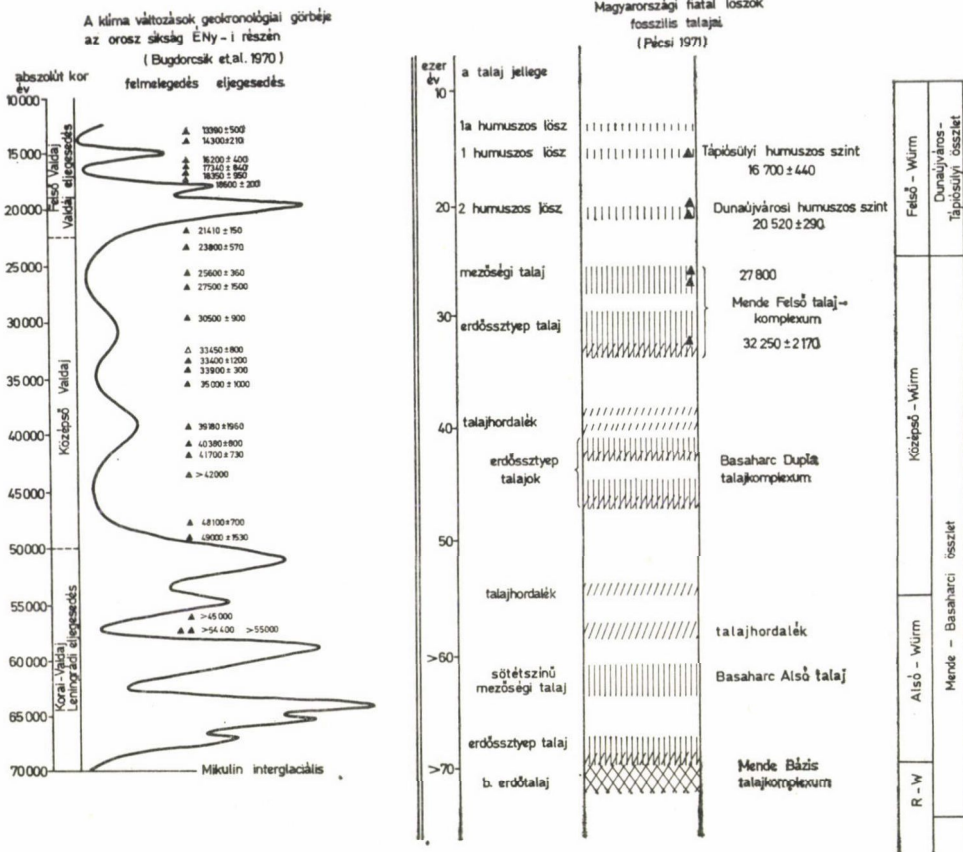 A klíma változások geokronológiai görbéje
az orosz síkság ÉNy-i részén
(Bugdorcsik et.al. 1970)
abszolút kor
év
felmelegedés eljegesedés
10000
15000
20000
25000
30000
35000
40000
45000
50000
55000
60000
65000
70000
Felső Valdaj
Valdaj eljegesedés
Középső Valdaj
Korai-Valdaj
Leningrádi eljegesedés
13390±500
14300±210
16200±400
17340±840
18350±950
18600±200
21410±150
23800±570
25600±360
27500±1500
30500±900
33450±800
33400±1200
33900±300
35000±1000
39180±1960
40380±800
41700±730
>42000
48100±700
49000±1530
>45000
>54400 >55000
Mikulin interglaciális
Magyarországi fiatal löszök
fosszilis talajai
(Pécsi 1971)
ezer
év
a talaj jellege
10
20
30
40
50
>60
>70
1a humuszos lösz
1 humuszos lösz
2 humuszos lösz
mezőségi talaj
erdőssztyep talaj
talajhordalék
erdőssztyep
talajok
talajhordalék
sötétszínű
mezőségi talaj
erdőssztyep talaj
b. erdőtalaj
Tápiósülyi humuszos szint
16 700±440
Dunaújvárosi humuszos szint
20 520±290
27 800
Mende Felső talaj-
komplexum
32 250±2170
Basaharc Dupla
talajkomplexum
talajhordalék
Basaharc Alsó talaj
Mende Bázis
talajkomplexum
Felső-Würm
Középső-Würm
Alsó-Würm
R-W
Dunaújváros-
Tápiósülyi összlet
Mende-Basaharci összlet